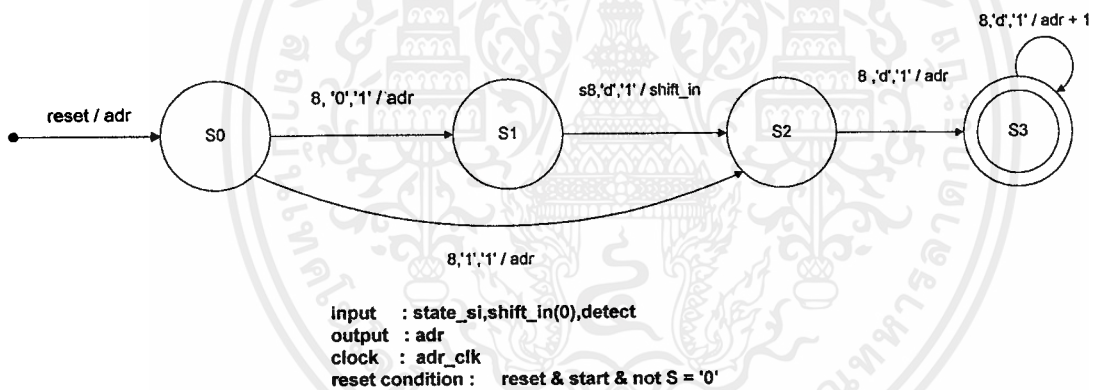 8,'d','1' / adr + 1
reset / adr
8, '0','1' / adr
s8,'d','1' / shift_in
8 ,'d','1' / adr
S0
S1
S2
S3
8,'1','1' / adr
input : state_si,shift_in(0),detect
output : adr
clock : adr_clk
reset condition : reset & start & not S = '0'